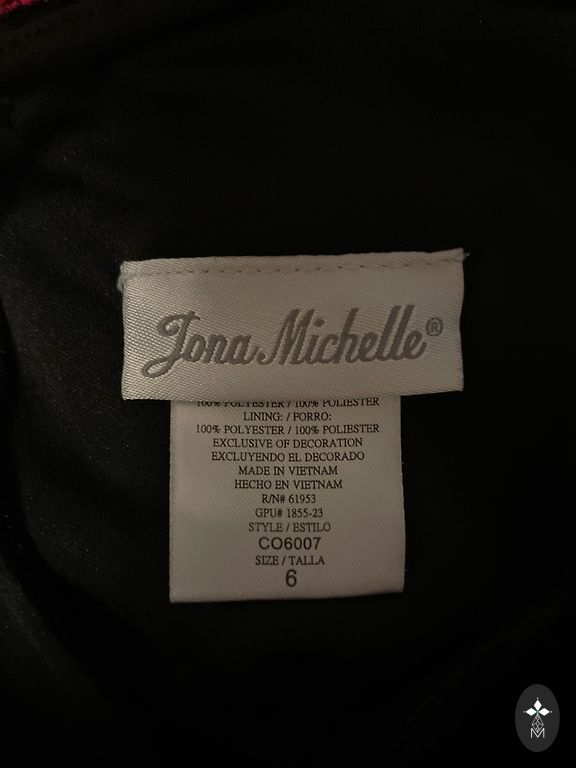 Jona Michelle®
100% POLYESTER / 100% POLIESTER
LINING: / FORRO:
100% POLYESTER / 100% POLIESTER
EXCLUSIVE OF DECORATION
EXCLUYENDO EL DECORADO
MADE IN VIETNAM
HECHO EN VIETNAM
R/N# 61953
GPU# 1855-23
STYLE / ESTILO
CO6007
SIZE / TALLA
6
M